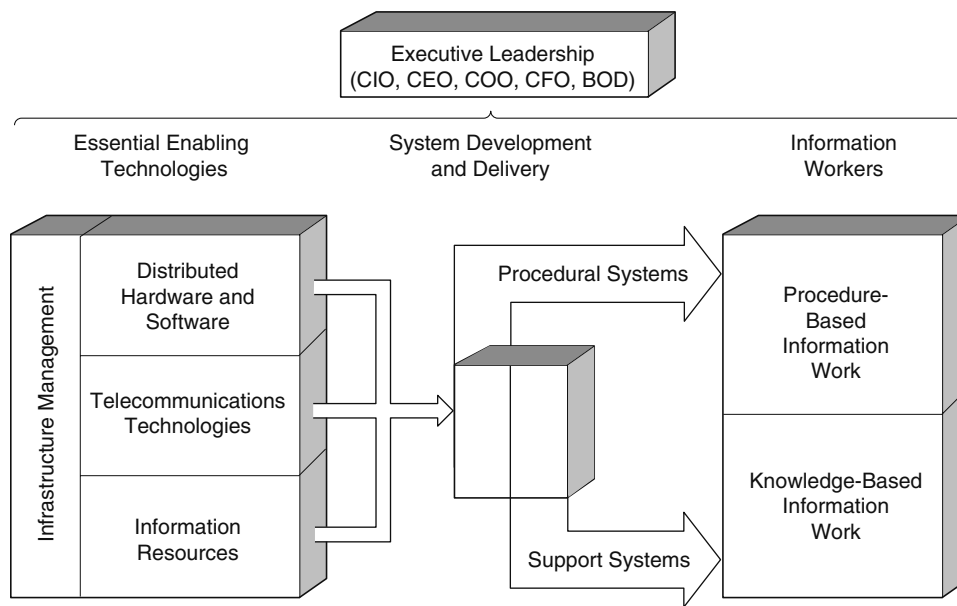 Executive Leadership
(CIO, CEO, COO, CFO, BOD)
Essential Enabling
Technologies
System Development
and Delivery
Information
Workers
Infrastructure Management
Distributed
Hardware and
Software
Telecommunications
Technologies
Information
Resources
Procedural Systems
Support Systems
Procedure-
Based
Information
Work
Knowledge-Based
Information
Work